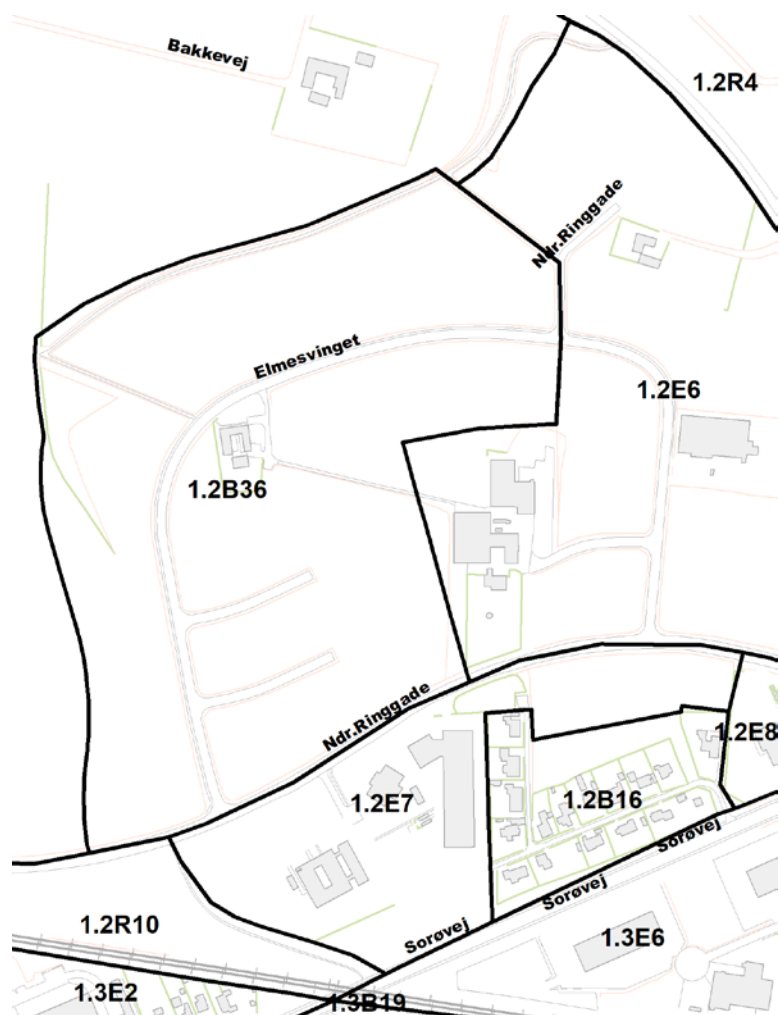 Bakkevej
1.2R4
Ndr.Ringgade
Elmesvinget
1.2E6
1.2B36
Ndr.Ringgade
1.2E8
1.2E7
1.2B16
Sorøvej
Sorøvej
Sorøvej
1.2R10
1.3E6
1.3E2
1.3B19